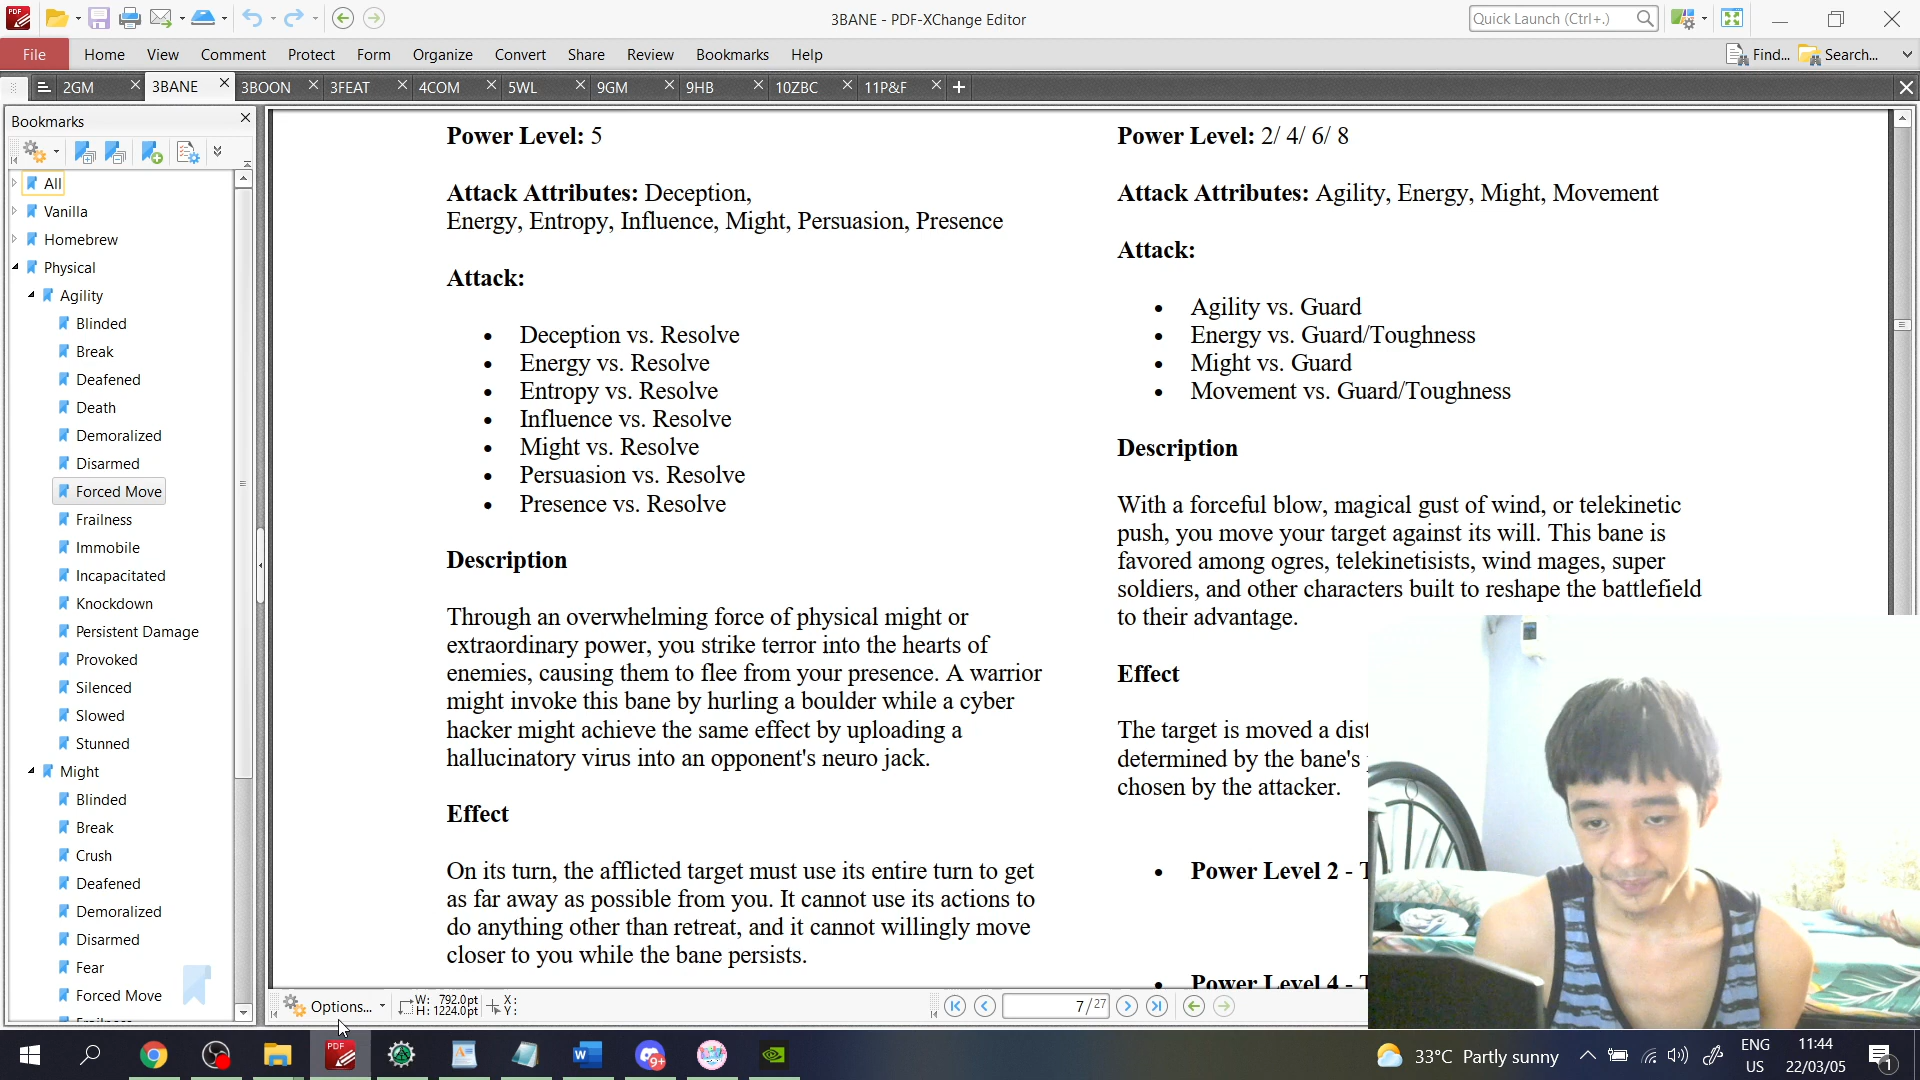 3BANE - PDF-XChange Editor
Quick Launch (Ctrl+.)
File Home View Comment Protect Form Organize Convert Share Review Bookmarks Help
Find... Search...
2GM 3BANE 3BOON 3FEAT 4COM 5WL 9GM 9HB 10ZBC 11P&F
Bookmarks
All
Vanilla
Homebrew
Physical
Agility
Blinded
Break
Deafened
Death
Demoralized
Disarmed
Forced Move
Frailness
Immobile
Incapacitated
Knockdown
Persistent Damage
Provoked
Silenced
Slowed
Stunned
Might
Blinded
Break
Crush
Deafened
Demoralized
Disarmed
Fear
Forced Move
Power Level: 5
Attack Attributes: Deception,
Energy, Entropy, Influence, Might, Persuasion, Presence
Attack:
• Deception vs. Resolve
• Energy vs. Resolve
• Entropy vs. Resolve
• Influence vs. Resolve
• Might vs. Resolve
• Persuasion vs. Resolve
• Presence vs. Resolve
Description
Through an overwhelming force of physical might or
extraordinary power, you strike terror into the hearts of
enemies, causing them to flee from your presence. A warrior
might invoke this bane by hurling a boulder while a cyber
hacker might achieve the same effect by uploading a
hallucinatory virus into an opponent's neuro jack.
Effect
On its turn, the afflicted target must use its entire turn to get
as far away as possible from you. It cannot use its actions to
do anything other than retreat, and it cannot willingly move
closer to you while the bane persists.
Power Level: 2/ 4/ 6/ 8
Attack Attributes: Agility, Energy, Might, Movement
Attack:
• Agility vs. Guard
• Energy vs. Guard/Toughness
• Might vs. Guard
• Movement vs. Guard/Toughness
Description
With a forceful blow, magical gust of wind, or telekinetic
push, you move your target against its will. This bane is
favored among ogres, telekinetisists, wind mages, super
soldiers, and other characters built to reshape the battlefield
to their advantage.
Effect
The target is moved a
determined by the bane's
chosen by the attacker.
• Power Level 2 -
• Power Level 4 -
Options... W: 792.0pt X:
H: 1224.0pt Y:
7 / 27
PDF
9+
33°C Partly sunny
ENG
US
11:44
22/03/05
1